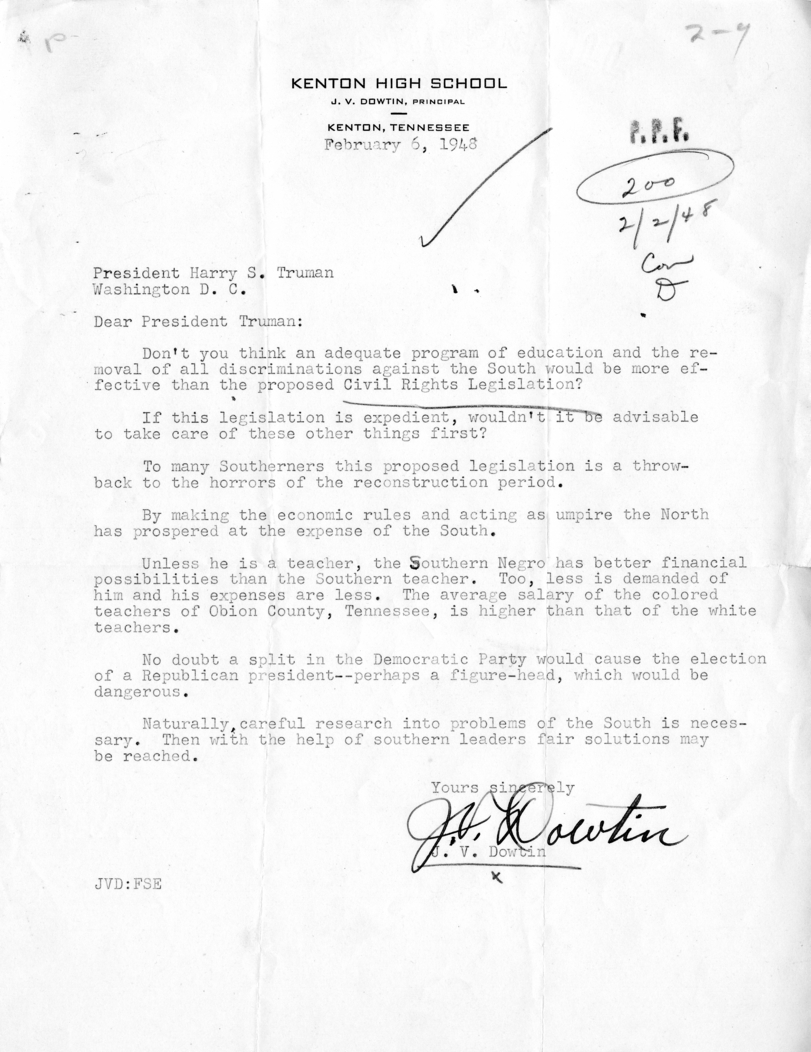 2-9
KENTON HIGH SCHOOL
J. V. DOWTIN, PRINCIPAL
KENTON, TENNESSEE
February 6, 1948
P.P.F.
200
2/2/48
President Harry S. Truman
Washington D. C.
Dear President Truman:
Don't you think an adequate program of education and the re-
moval of all discriminations against the South would be more ef-
fective than the proposed Civil Rights Legislation?
If this legislation is expedient, wouldn't it be advisable
to take care of these other things first?
To many Southerners this proposed legislation is a throw-
back to the horrors of the reconstruction period.
By making the economic rules and acting as umpire the North
has prospered at the expense of the South.
Unless he is a teacher, the Southern Negro has better financial
possibilities than the Southern teacher. Too, less is demanded of
him and his expenses are less. The average salary of the colored
teachers of Obion County, Tennessee, is higher than that of the white
teachers.
No doubt a split in the Democratic Party would cause the election
of a Republican president--perhaps a figure-head, which would be
dangerous.
Naturally, careful research into problems of the South is neces-
sary. Then with the help of southern leaders fair solutions may
be reached.
Yours sincerely
J.V. Dowtin
J. V. Dowtin
x
JVD:FSE